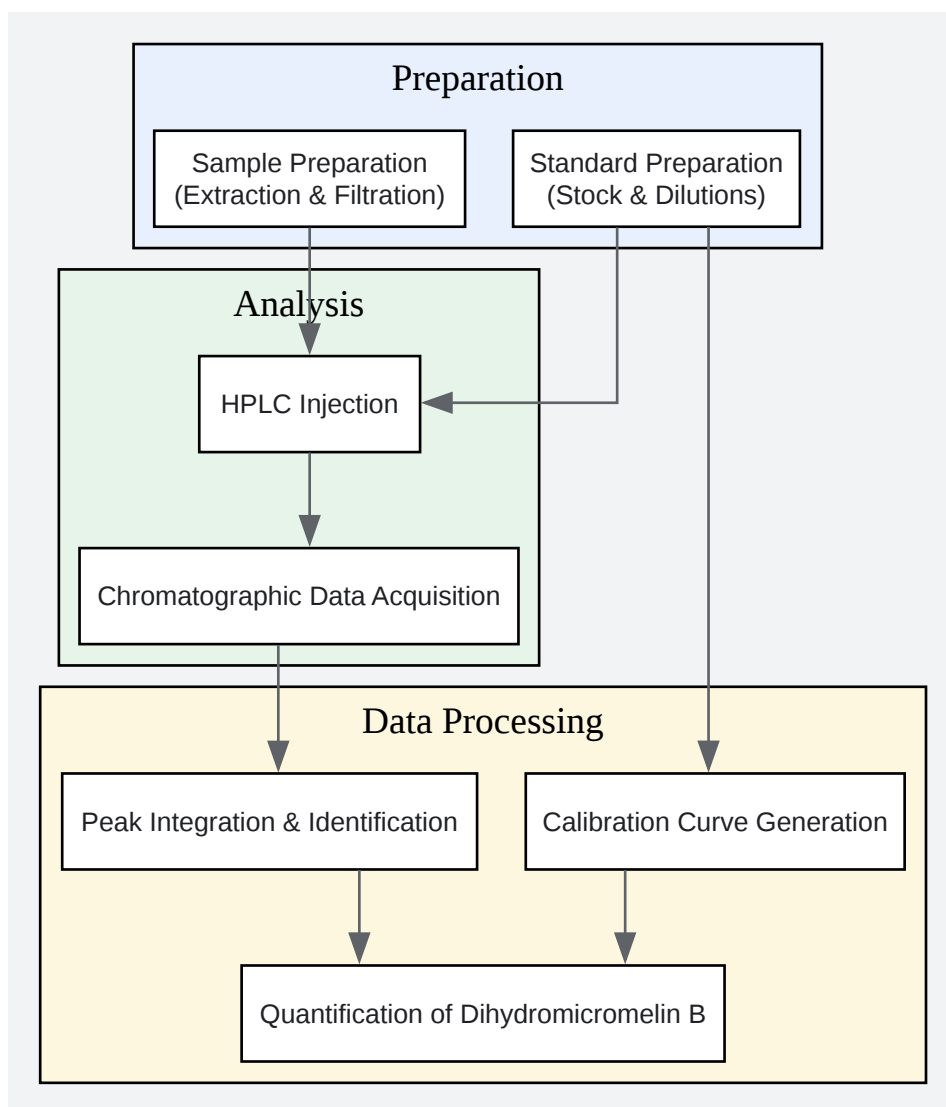 Preparation
Sample Preparation
(Extraction & Filtration)
Standard Preparation
(Stock & Dilutions)
Analysis
HPLC Injection
Chromatographic Data Acquisition
Data Processing
Peak Integration & Identification
Calibration Curve Generation
Quantification of Dihydromicromelin B